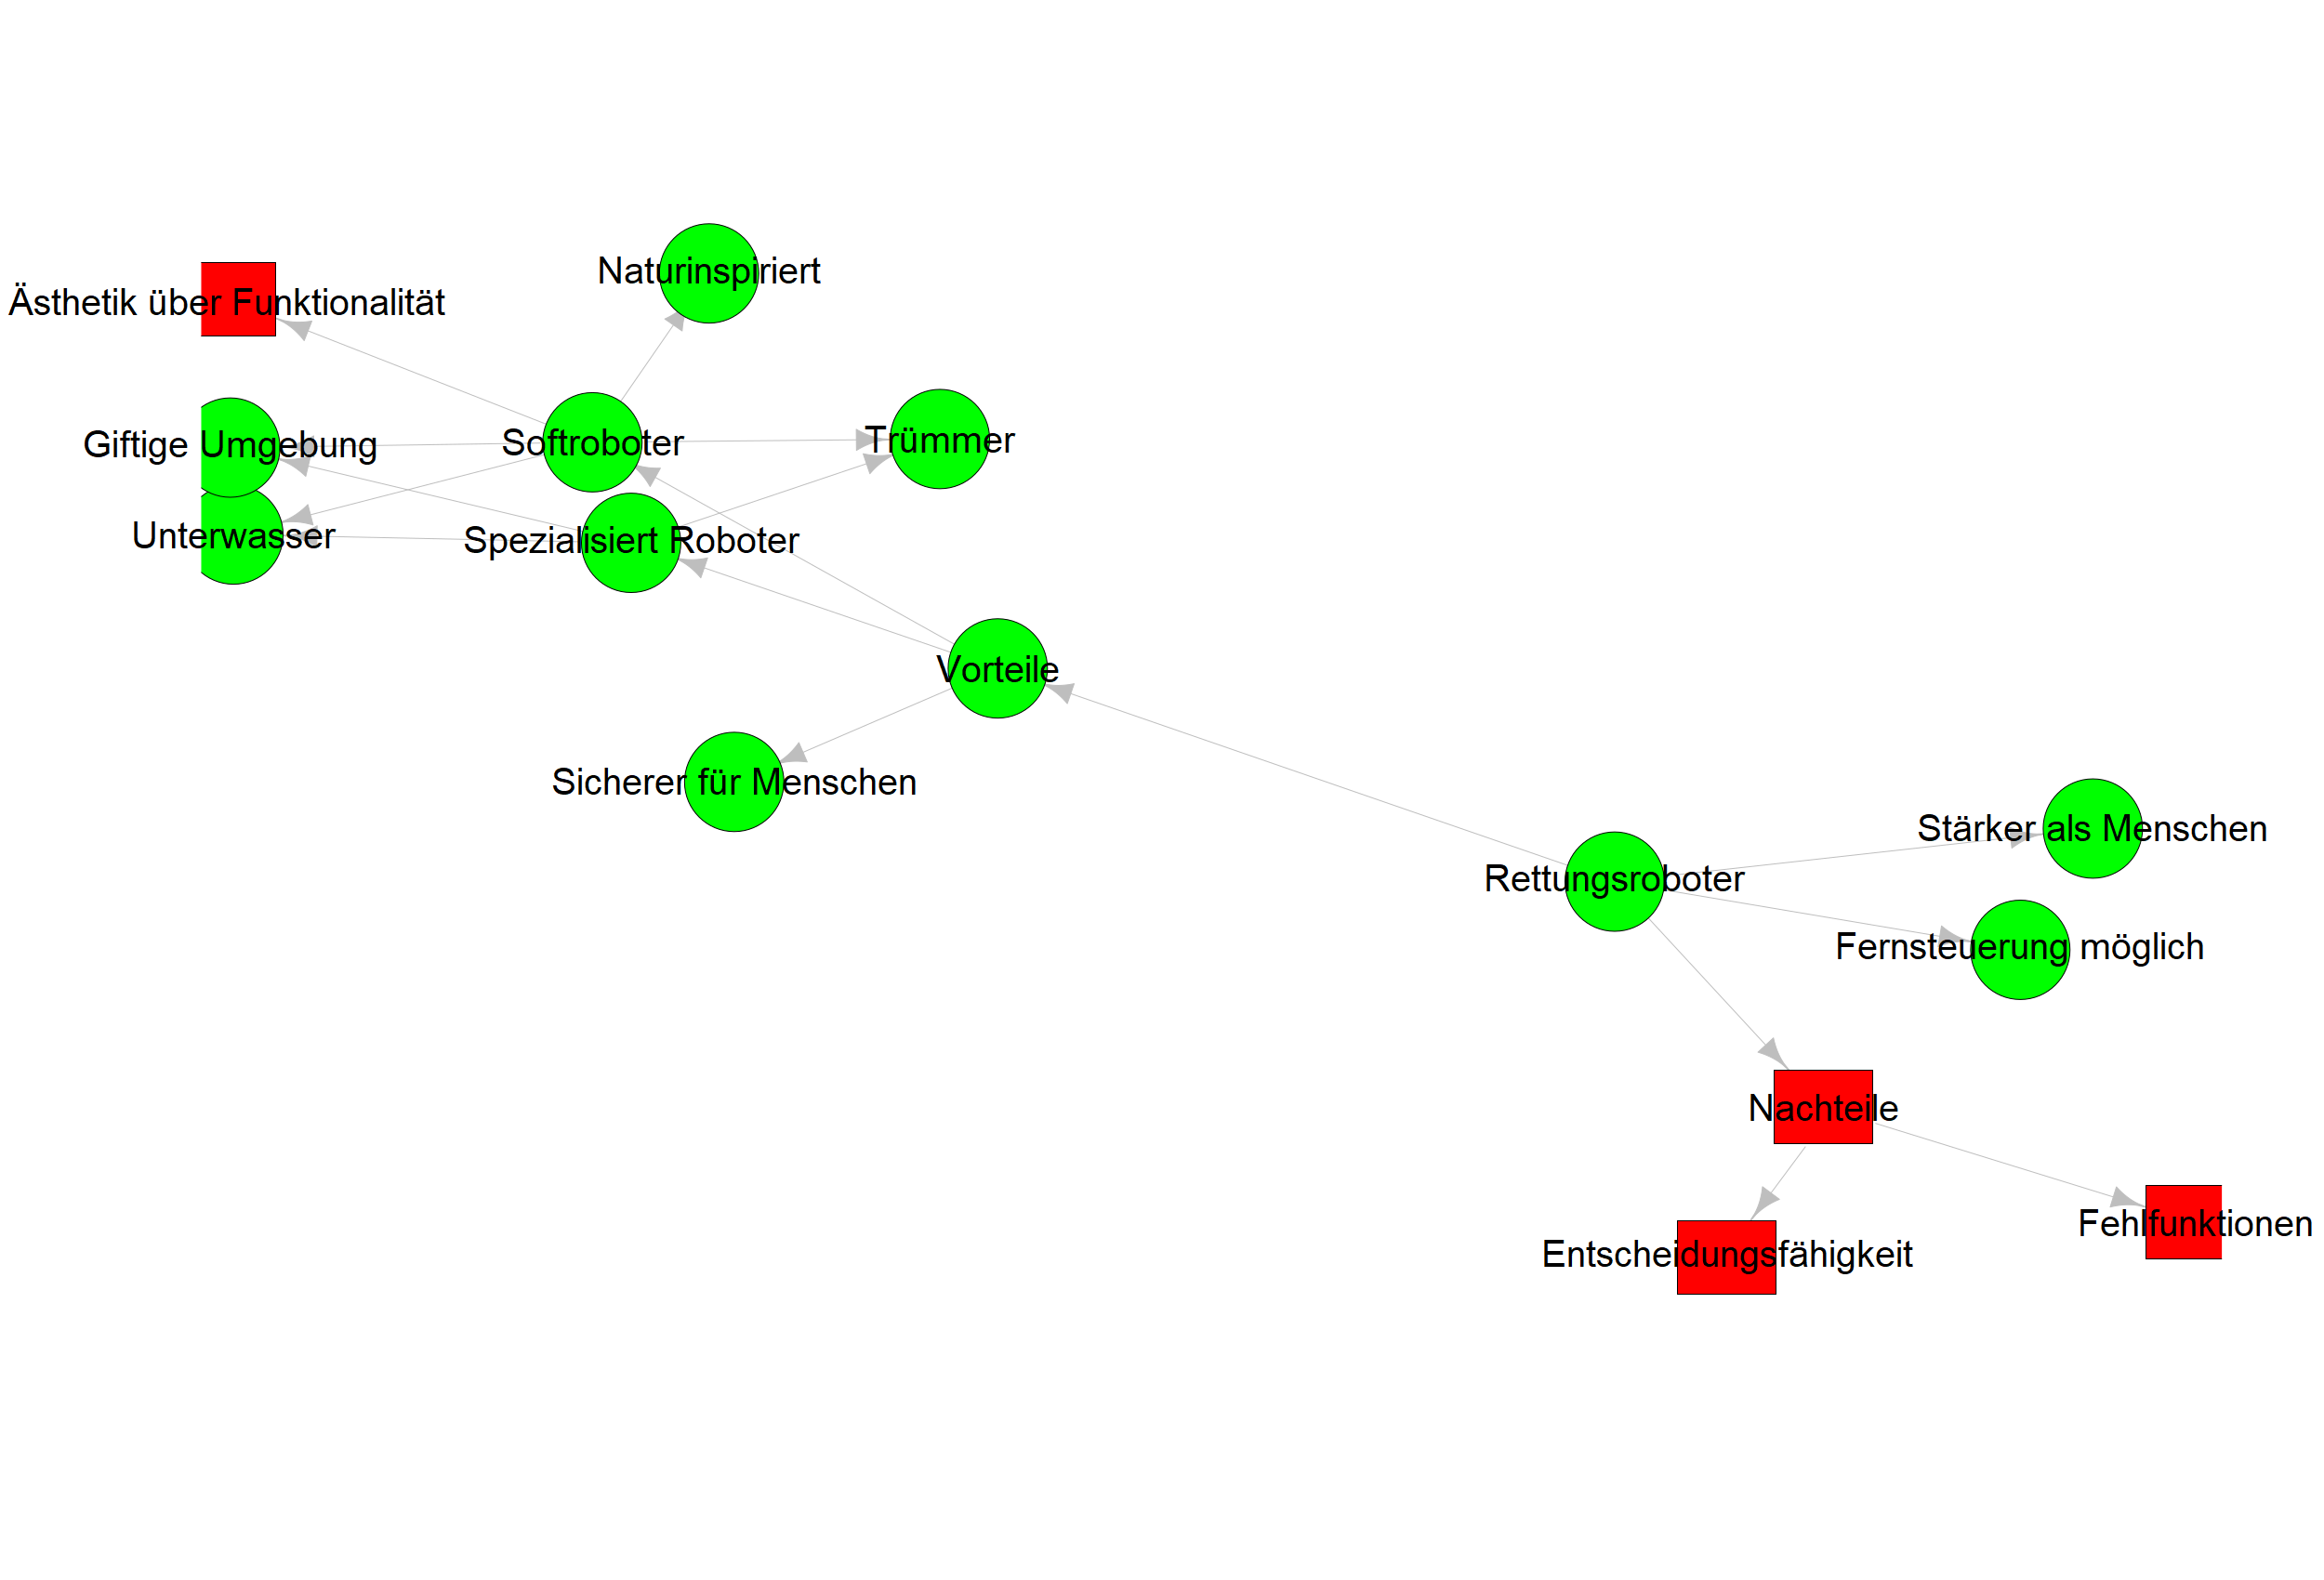 Naturinspiriert
Ästhetik über Funktionalität
Trümmer
Softroboter
Giftige Umgebung
Unterwasser
Spezialisiert Roboter
Vorteile
Sicherer für Menschen
Stärker als Menschen
Rettungsroboter
Fernsteuerung möglich
Nachteile
Fehlfunktionen
Entscheidungsfähigkeit